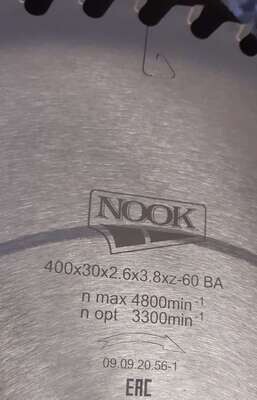 NOOK
400x30x2.6x3.8xz-60 BA
n max 4800min⁻¹
n opt 3300min⁻¹
09.09.20.56-1
EAC